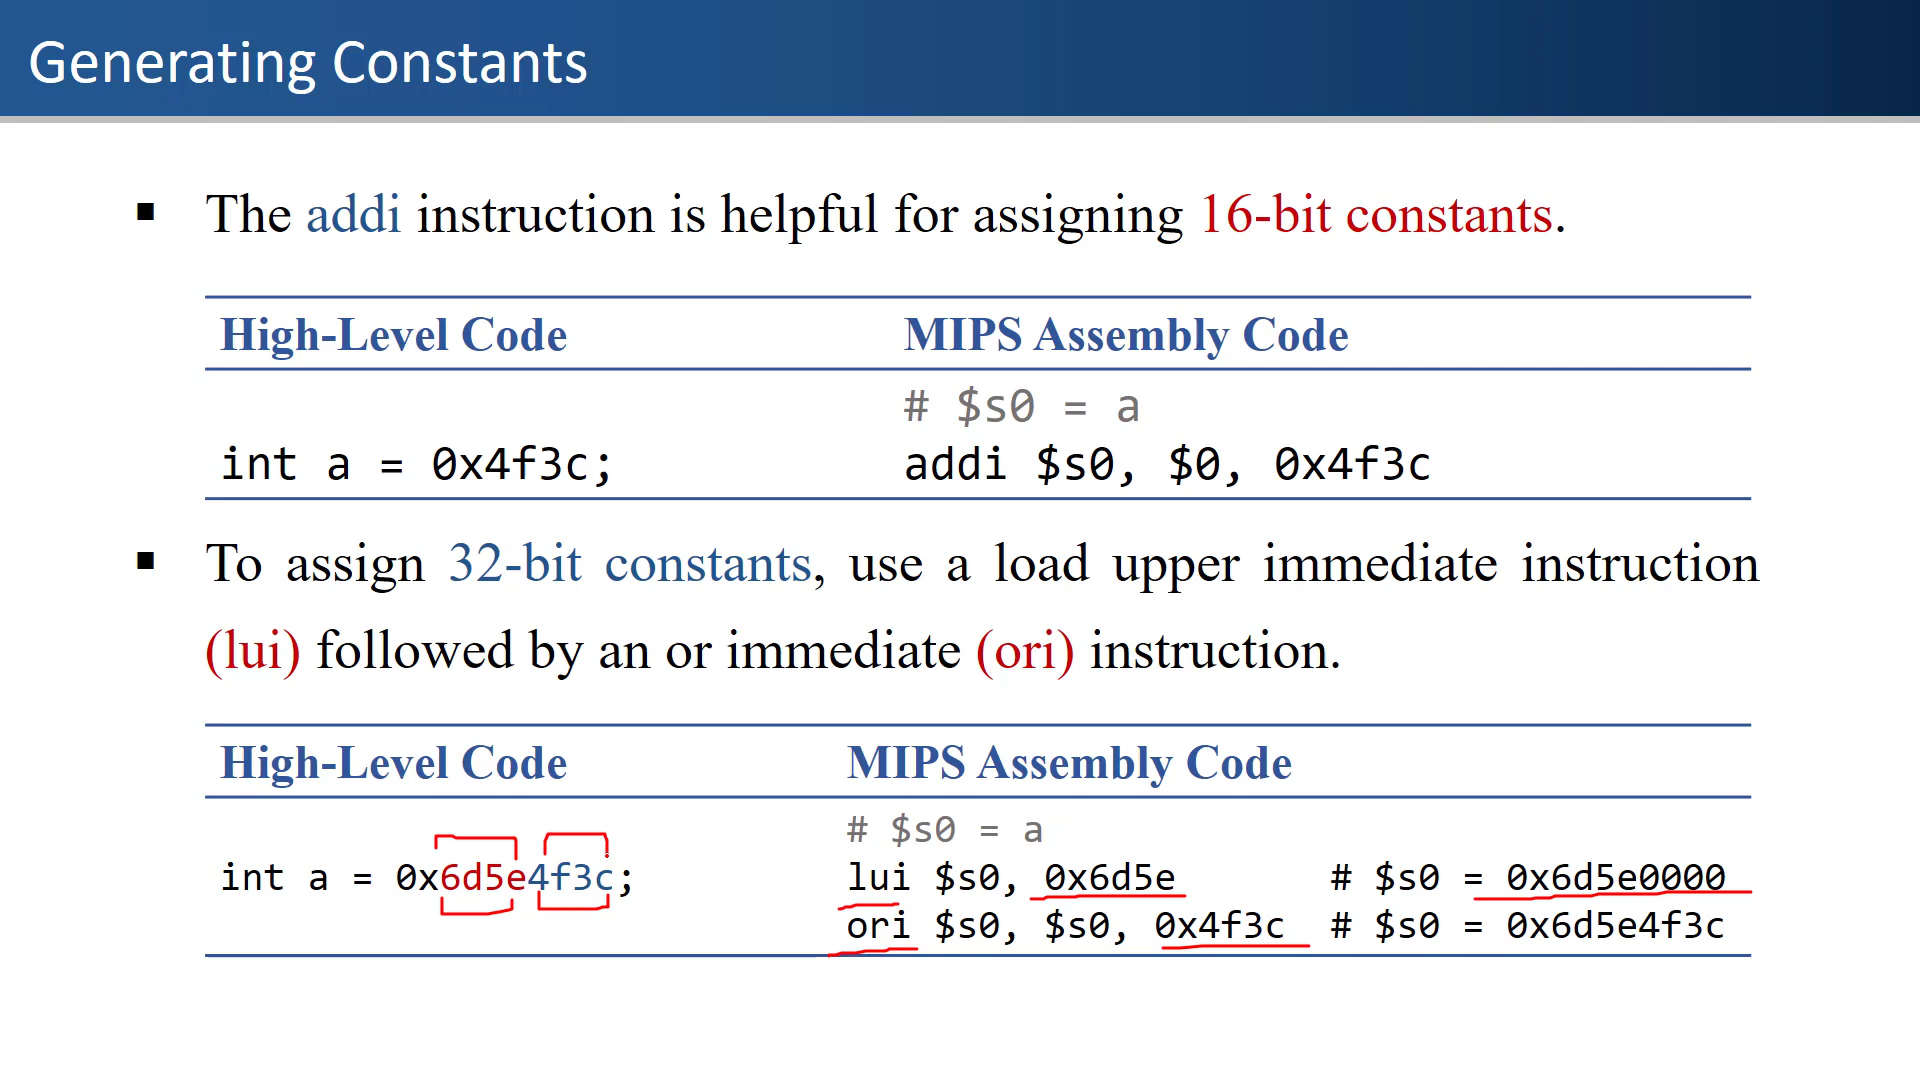 Generating Constants
▪ The addi instruction is helpful for assigning 16-bit constants.
High-Level Code MIPS Assembly Code
# $s0 = a
int a = 0x4f3c; addi $s0, $0, 0x4f3c
▪ To assign 32-bit constants, use a load upper immediate instruction
(lui) followed by an or immediate (ori) instruction.
High-Level Code MIPS Assembly Code
# $s0 = a
int a = 0x6d5e4f3c; lui $s0, 0x6d5e # $s0 = 0x6d5e0000
ori $s0, $s0, 0x4f3c # $s0 = 0x6d5e4f3c